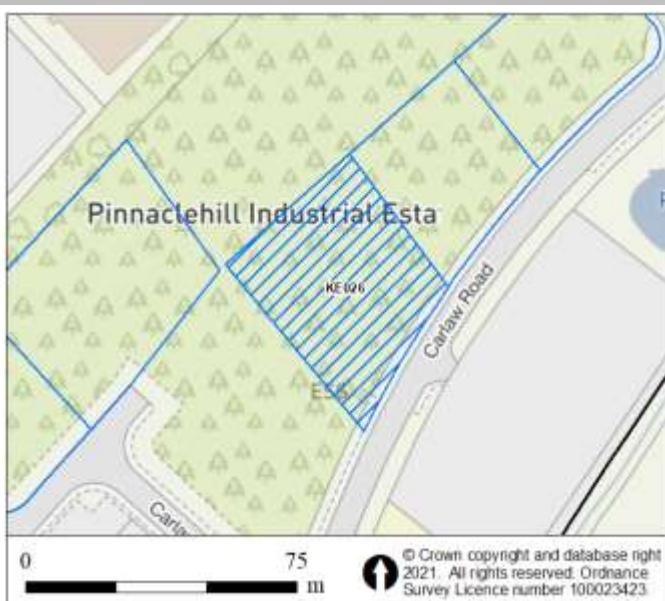 Pinnaclehill Industrial Esta
KE026
Carlaw Road
ESS
Carlaw
0 75
m
© Crown copyright and database right
2021. All rights reserved. Ordnance
Survey Licence number 100023423